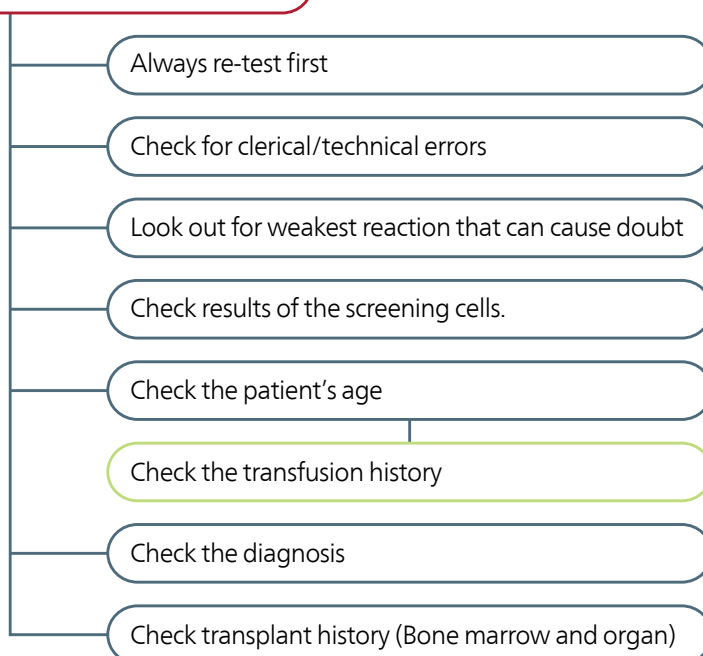 Always re-test first
Check for clerical/technical errors
Look out for weakest reaction that can cause doubt
Check results of the screening cells.
Check the patient's age
Check the transfusion history
Check the diagnosis
Check transplant history (Bone marrow and organ)